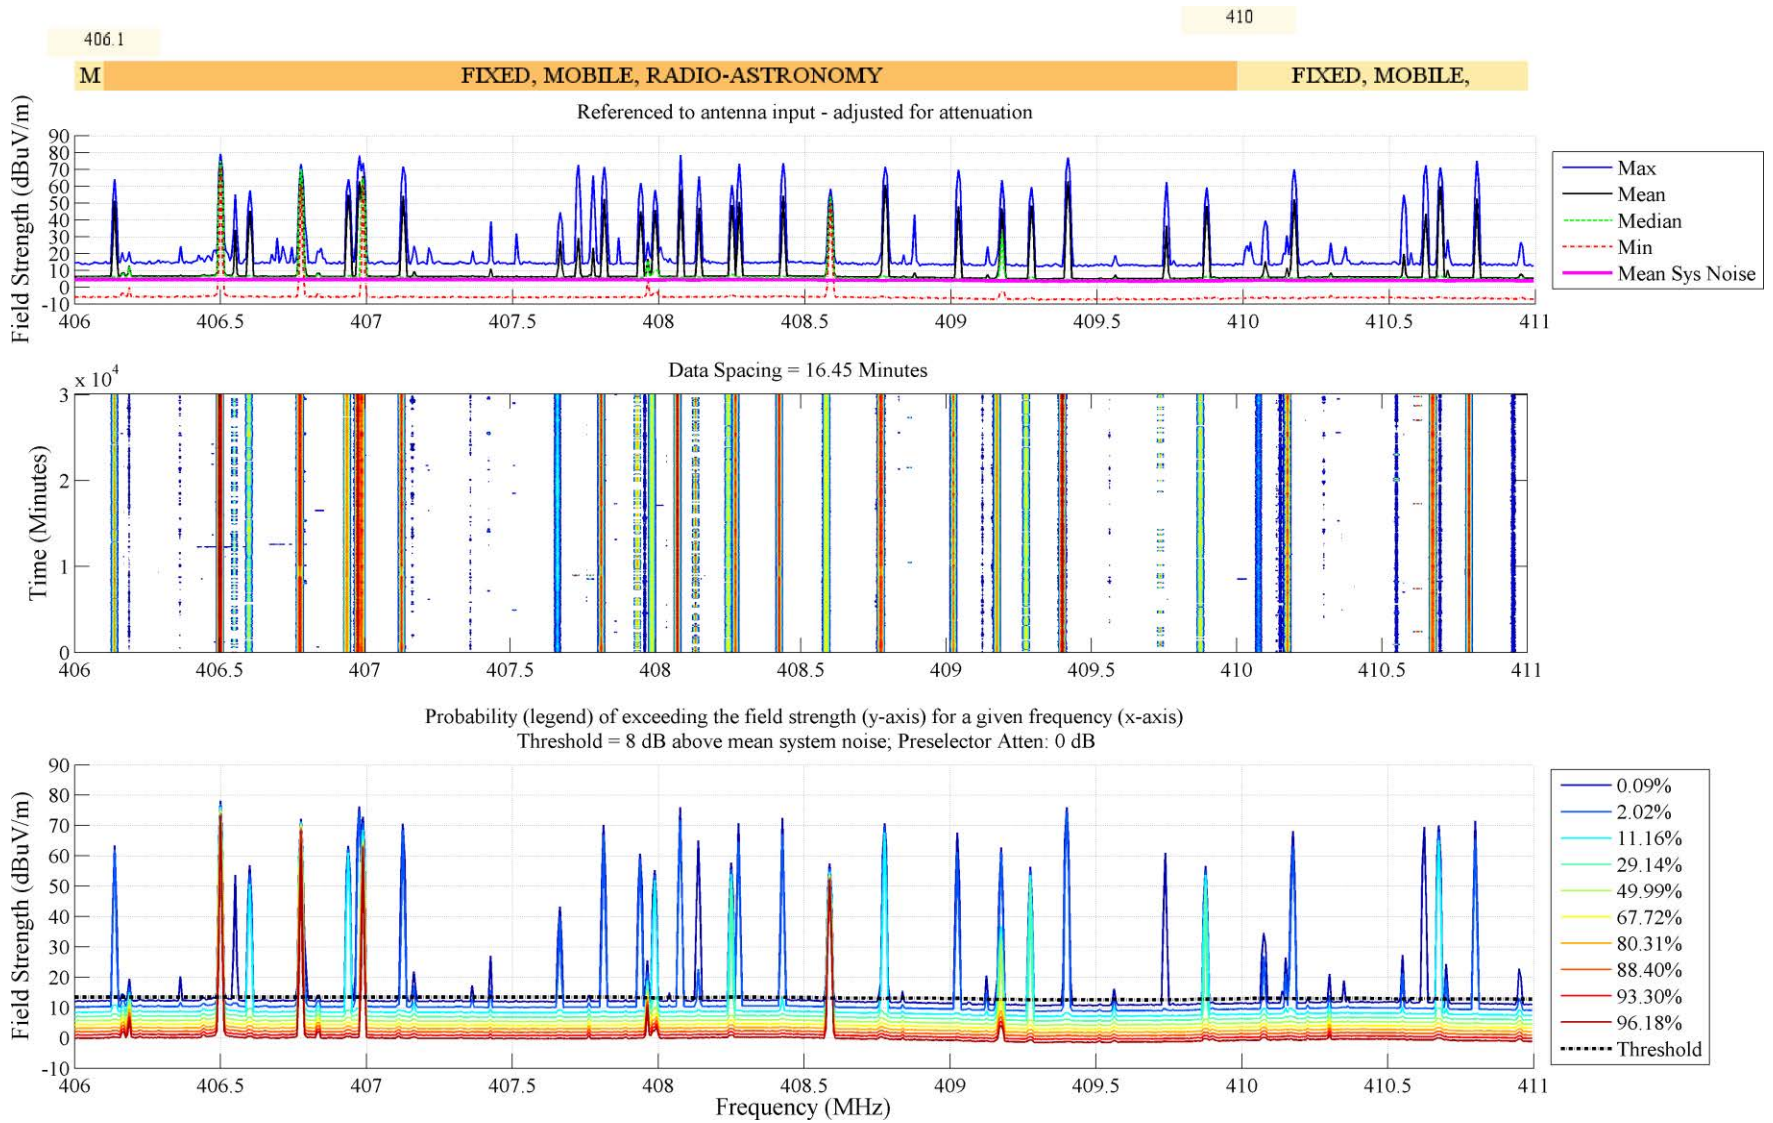 410
406.1
M FIXED, MOBILE, RADIO-ASTRONOMY FIXED, MOBILE,
Referenced to antenna input - adjusted for attenuation
Field Strength (dBuV/m)
90
80
70
60
50
40
30
20
10
0
-10
406 406.5 407 407.5 408 408.5 409 409.5 410 410.5 411
Max
Mean
Median
Min
Mean Sys Noise
Data Spacing = 16.45 Minutes
x 10^4
Time (Minutes)
3
2
1
0
406 406.5 407 407.5 408 408.5 409 409.5 410 410.5 411
Probability (legend) of exceeding the field strength (y-axis) for a given frequency (x-axis)
Threshold = 8 dB above mean system noise; Preselector Atten: 0 dB
Field Strength (dBuV/m)
90
80
70
60
50
40
30
20
10
0
-10
406 406.5 407 407.5 408 408.5 409 409.5 410 410.5 411
Frequency (MHz)
0.09%
2.02%
11.16%
29.14%
49.99%
67.72%
80.31%
88.40%
93.30%
96.18%
Threshold